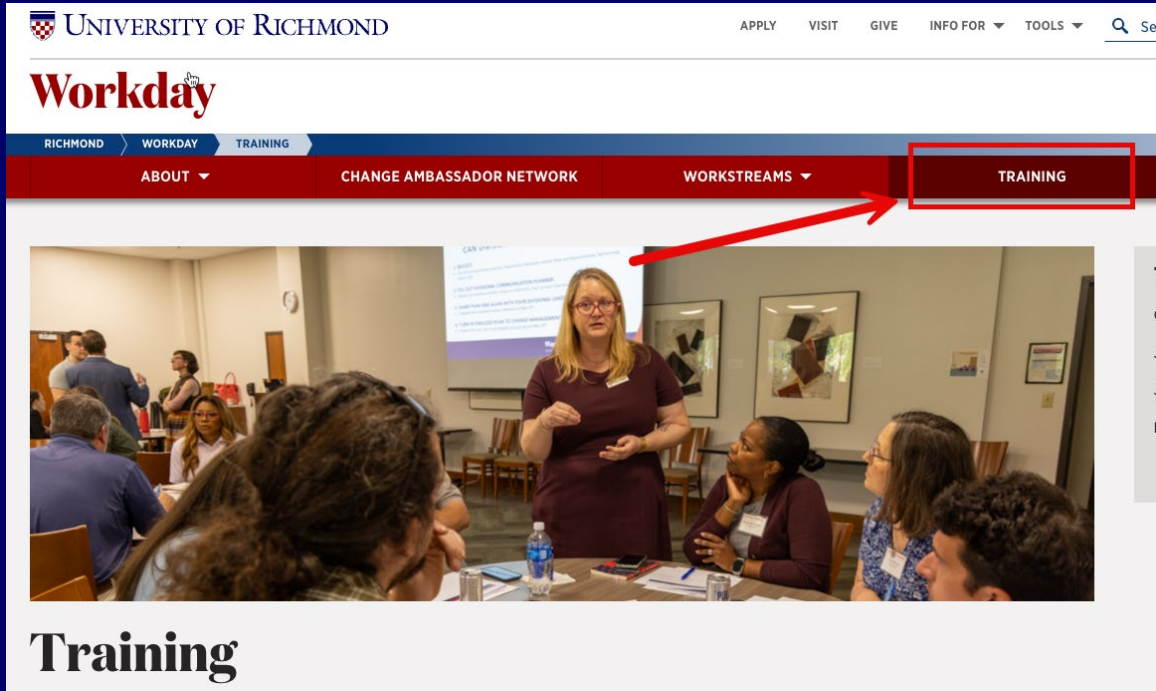 UNIVERSITY OF RICHMOND
APPLY VISIT GIVE INFO FOR TOOLS
Workday
RICHMOND WORKDAY TRAINING
ABOUT CHANGE AMBASSADOR NETWORK WORKSTREAMS TRAINING
Training